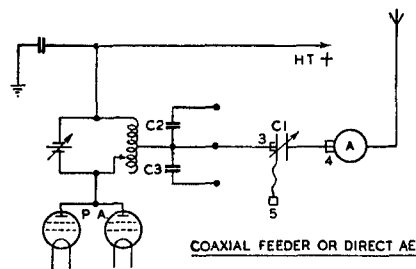 HT +
C2
C3
3
C1
4
A
5
P A
COAXIAL FEEDER OR DIRECT AE